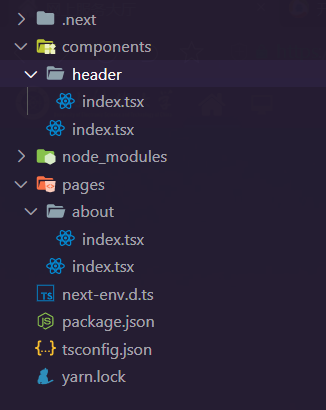 .next
components
header
index.tsx
index.tsx
node_modules
pages
about
index.tsx
index.tsx
TS next-env.d.ts
JS package.json
{..} tsconfig.json
yarn.lock